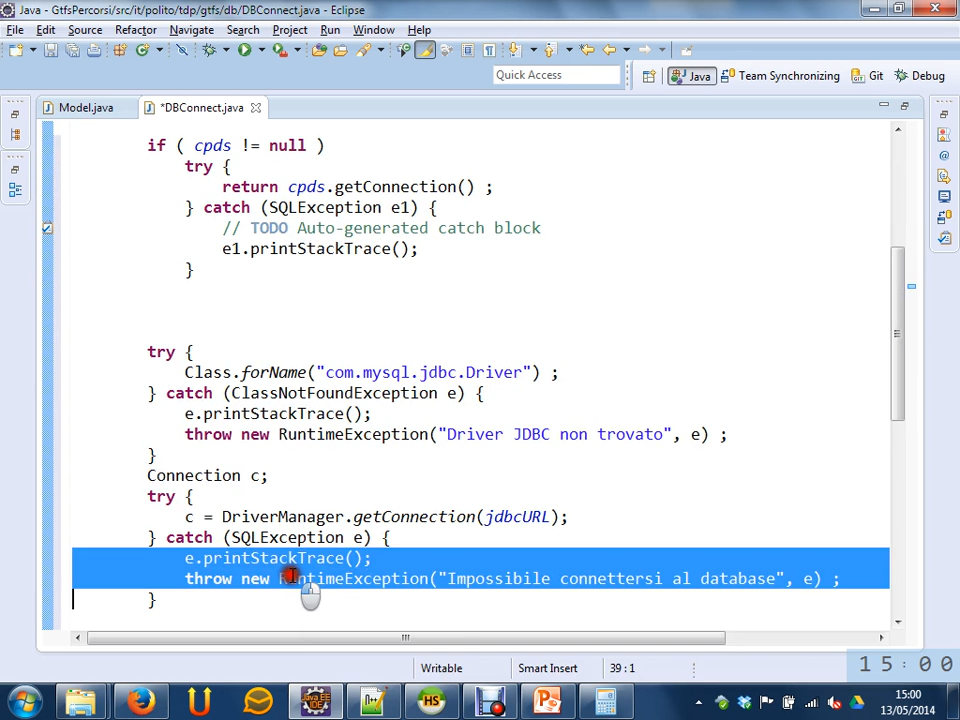 Java - GtfsPercorsi/src/it/polito/tdp/gtfs/db/DBConnect.java - Eclipse
File Edit Source Refactor Navigate Search Project Run Window Help
Quick Access
Java Team Synchronizing Git Debug
Model.java *DBConnect.java
if ( cpds != null )
try {
return cpds.getConnection() ;
} catch (SQLException e1) {
// TODO Auto-generated catch block
e1.printStackTrace();
}
try {
Class.forName("com.mysql.jdbc.Driver") ;
} catch (ClassNotFoundException e) {
e.printStackTrace();
throw new RuntimeException("Driver JDBC non trovato", e) ;
}
Connection c;
try {
c = DriverManager.getConnection(jdbcURL);
} catch (SQLException e) {
e.printStackTrace();
throw new RuntimeException("Impossibile connettersi al database", e) ;
}
Writable Smart Insert 39 : 1
15:00
15:00
13/05/2014